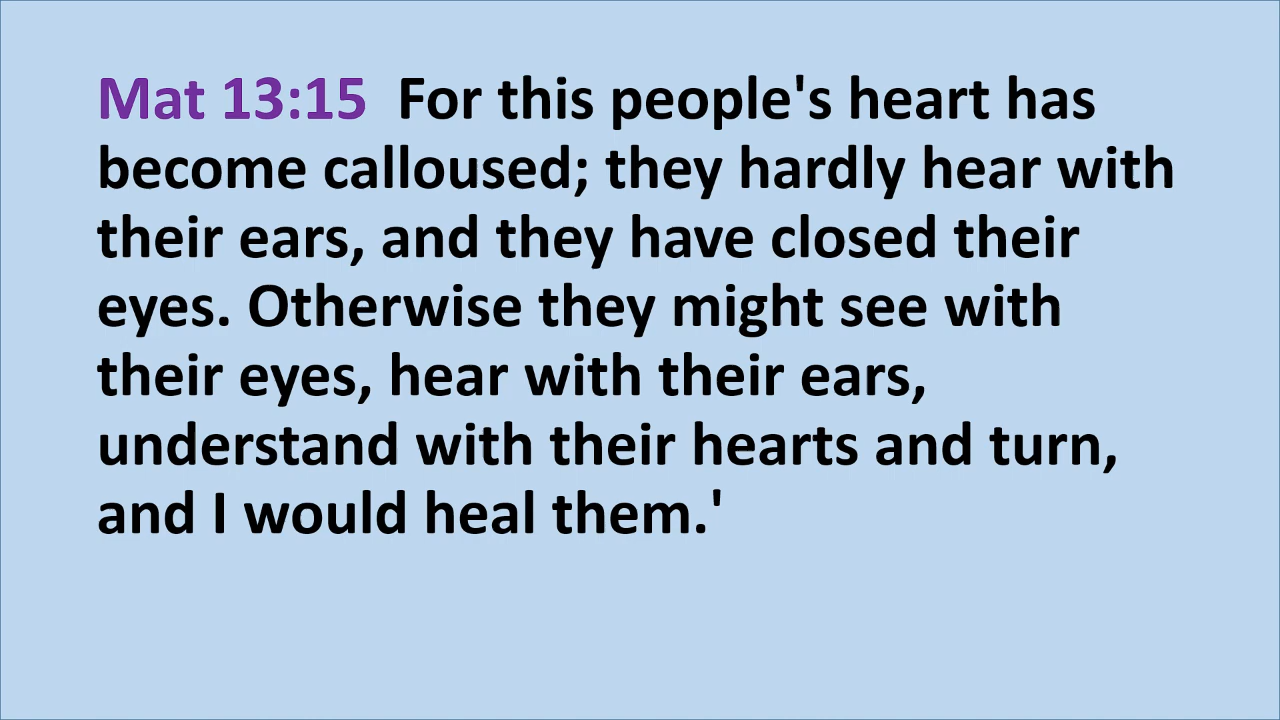 Mat 13:15  For this people's heart has
become calloused; they hardly hear with
their ears, and they have closed their
eyes. Otherwise they might see with
their eyes, hear with their ears,
understand with their hearts and turn,
and I would heal them.'